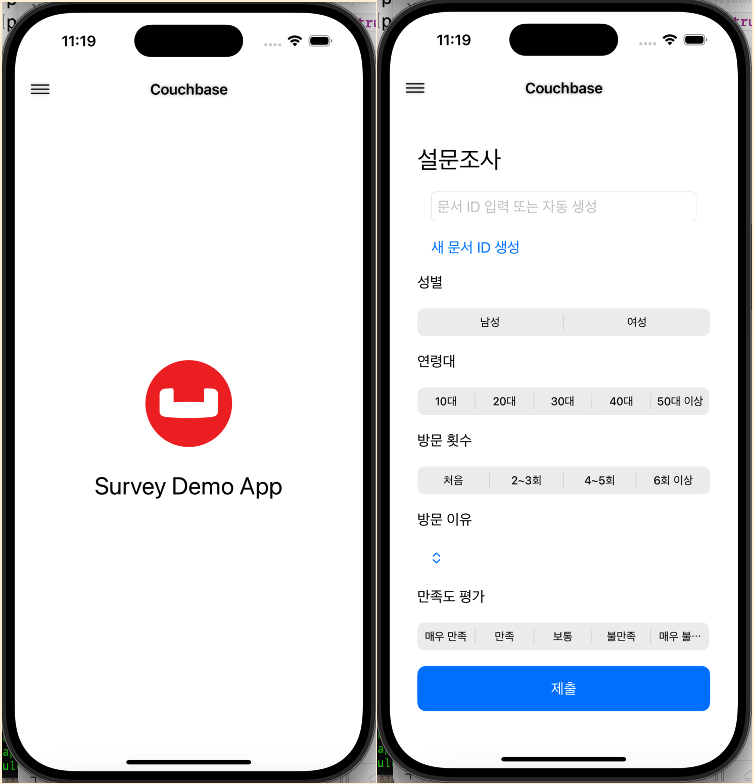 11:19
Couchbase
Survey Demo App
11:19
Couchbase
설문조사
문서 ID 입력 또는 자동 생성
새 문서 ID 생성
성별
남성 여성
연령대
10대 20대 30대 40대 50대 이상
방문 횟수
처음 2~3회 4~5회 6회 이상
방문 이유
만족도 평가
매우 만족 만족 보통 불만족 매우 불…
제출